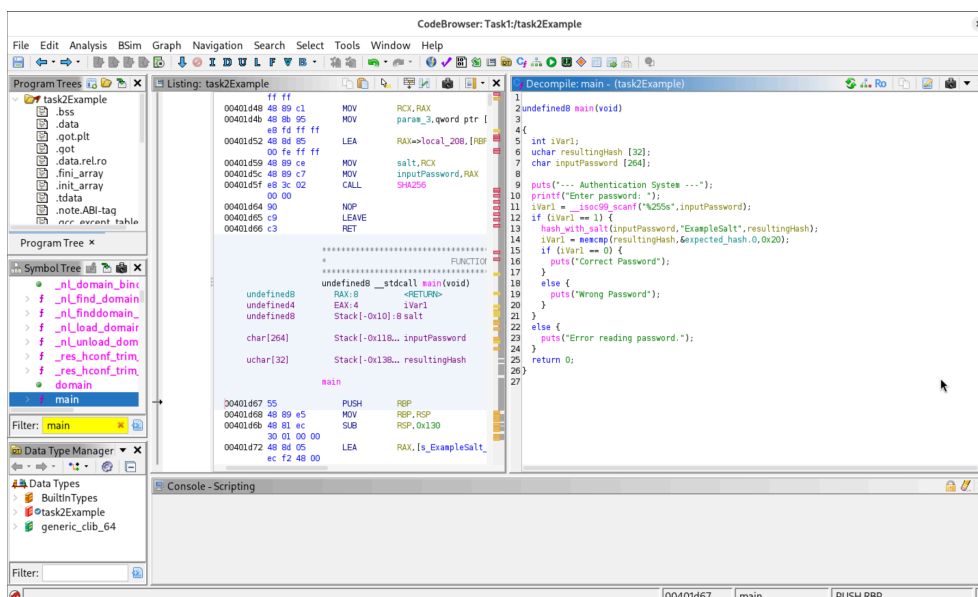 CodeBrowser: Task1:/task2Example
File Edit Analysis BSim Graph Navigation Search Select Tools Window Help
Program Trees
task2Example
.bss
.data
.got.plt
.got
.data.rel.ro
.fini_array
.init_array
.tdata
.note.ABI-tag
.gcc_except_table
Program Tree ×
Symbol Tree
_nl_domain_bind
f _nl_find_domain
f _nl_finddomain_
f _nl_load_domain
f _nl_unload_dom
f _res_hconf_trim_
f _res_hconf_trim_
domain
f main
Filter: main
Data Type Manager
Data Types
BuiltInTypes
task2Example
generic_clib_64
Filter:
Listing: task2Example
ff ff
00401d48 48 89 c1 MOV RCX,RAX
00401d4b 48 8b 95 MOV param_3,qword ptr [
e8 fd ff ff
00401d52 48 8d 85 LEA RAX=>local_208,[RBP
00 fe ff ff
00401d59 48 89 ce MOV salt,RCX
00401d5c 48 89 c7 MOV inputPassword,RAX
00401d5f e8 3c 02 CALL SHA256
00 00
00401d64 90 NOP
00401d65 c9 LEAVE
00401d66 c3 RET
* FUNCTIO
undefined8 __stdcall main(void)
undefined8 RAX:8 <RETURN>
undefined4 EAX:4 iVar1
undefined8 Stack[-0x10]:8 salt
char[264] Stack[-0x118... inputPassword
uchar[32] Stack[-0x138... resultingHash
main
00401d67 55 PUSH RBP
00401d68 48 89 e5 MOV RBP,RSP
00401d6b 48 81 ec SUB RSP,0x130
30 01 00 00
00401d72 48 8d 05 LEA RAX,[s_ExampleSalt_
ec f2 48 00
Decompile: main - (task2Example)
1
2 undefined8 main(void)
3
4 {
5 int iVar1;
6 uchar resultingHash [32];
7 char inputPassword [264];
8
9 puts("--- Authentication System ---");
10 printf("Enter password: ");
11 iVar1 = __isoc99_scanf("%255s",inputPassword);
12 if (iVar1 == 1) {
13 hash_with_salt(inputPassword,"ExampleSalt",resultingHash);
14 iVar1 = memcmp(resultingHash,&expected_hash.0,0x20);
15 if (iVar1 == 0) {
16 puts("Correct Password");
17 }
18 else {
19 puts("Wrong Password");
20 }
21 }
22 else {
23 puts("Error reading password.");
24 }
25 return 0;
26 }
27
Console - Scripting
00401d67 main PUSH RBP